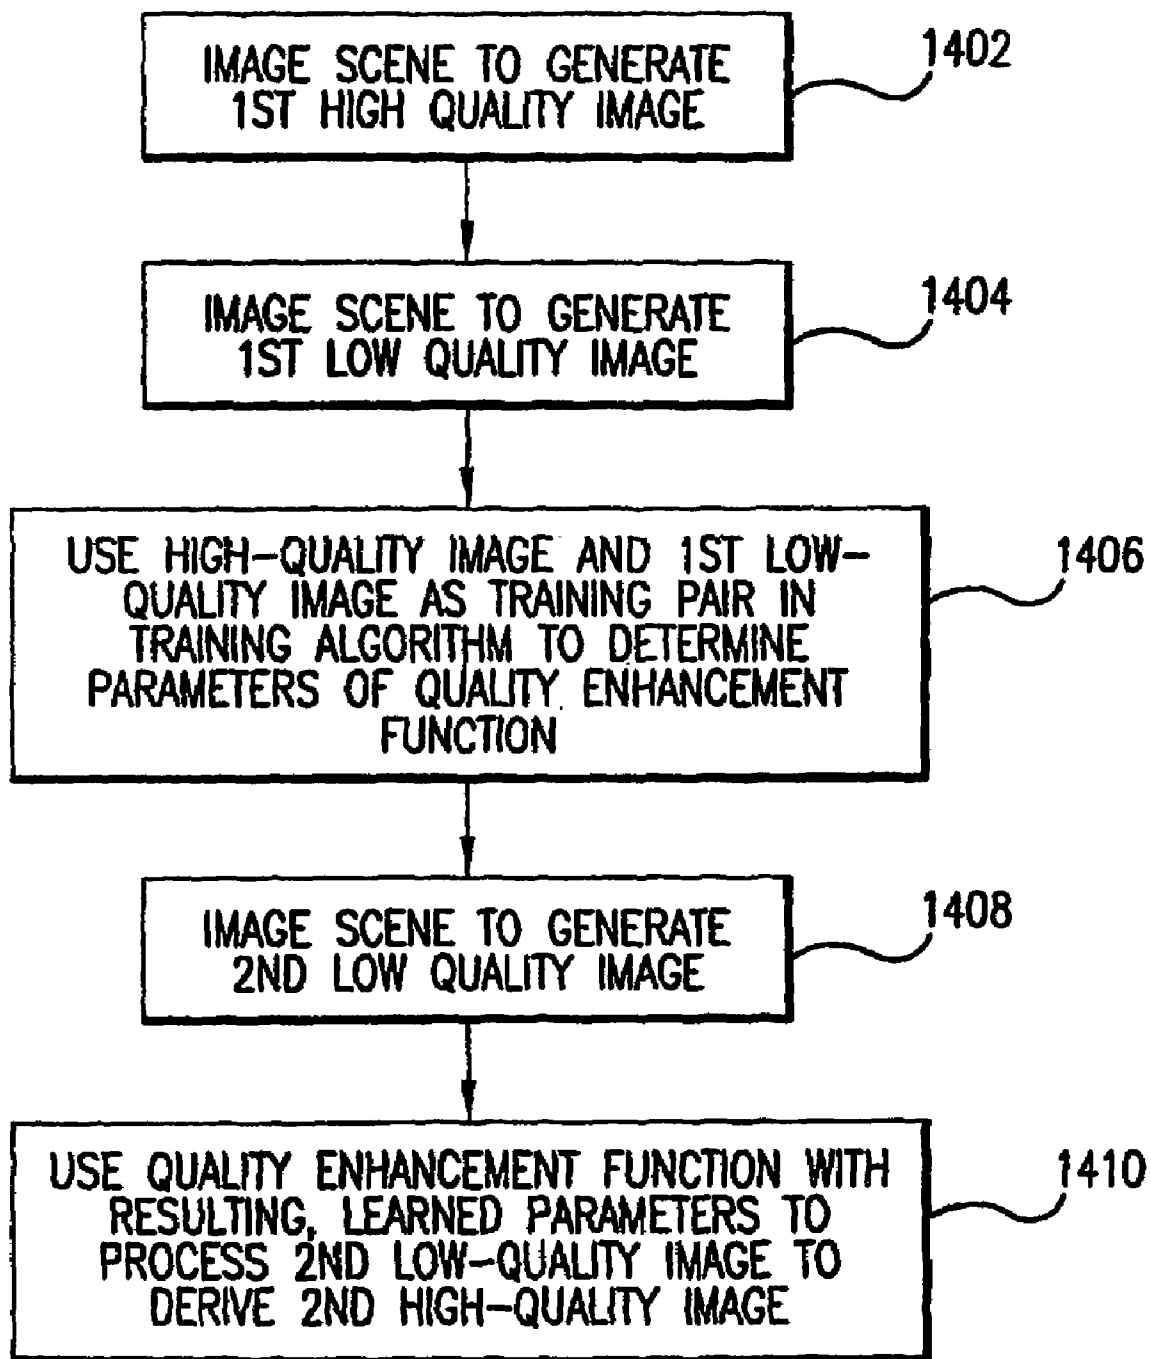 IMAGE SCENE TO GENERATE
1ST HIGH QUALITY IMAGE
1402
IMAGE SCENE TO GENERATE
1ST LOW QUALITY IMAGE
1404
USE HIGH-QUALITY IMAGE AND 1ST LOW-
QUALITY IMAGE AS TRAINING PAIR IN
TRAINING ALGORITHM TO DETERMINE
PARAMETERS OF QUALITY ENHANCEMENT
FUNCTION
1406
IMAGE SCENE TO GENERATE
2ND LOW QUALITY IMAGE
1408
USE QUALITY ENHANCEMENT FUNCTION WITH
RESULTING, LEARNED PARAMETERS TO
PROCESS 2ND LOW-QUALITY IMAGE TO
DERIVE 2ND HIGH-QUALITY IMAGE
1410